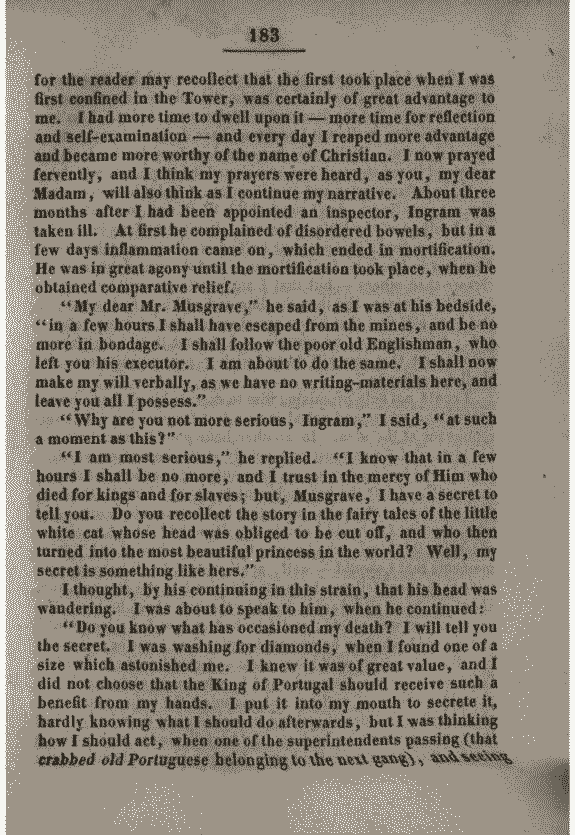 183
for the reader may recollect that the first took place when I was
first confined in the Tower, was certainly of great advantage to
me. I had more time to dwell upon it — more time for reflection
and self-examination — and every day I reaped more advantage
and became more worthy of the name of Christian. I now prayed
fervently, and I think my prayers were heard, as you, my dear
Madam, will also think as I continue my narrative. About three
months after I had been appointed an inspector, Ingram was
taken ill. At first he complained of disordered bowels, but in a
few days inflammation came on, which ended in mortification.
He was in great agony until the mortification took place, when he
obtained comparative relief.
“My dear Mr. Musgrave,” he said, as I was at his bedside,
“in a few hours I shall have escaped from the mines, and be no
more in bondage. I shall follow the poor old Englishman, who
left you his executor. I am about to do the same. I shall now
make my will verbally, as we have no writing-materials here, and
leave you all I possess.”
“Why are you not more serious, Ingram,” I said, “at such
a moment as this?”
“I am most serious,” he replied. “I know that in a few
hours I shall be no more, and I trust in the mercy of Him who
died for kings and for slaves; but, Musgrave, I have a secret to
tell you. Do you recollect the story in the fairy tales of the little
white cat whose head was obliged to be cut off, and who then
turned into the most beautiful princess in the world? Well, my
secret is something like hers.”
I thought, by his continuing in this strain, that his head was
wandering. I was about to speak to him, when he continued:
“Do you know what has occasioned my death? I will tell you
the secret. I was washing for diamonds, when I found one of a
size which astonished me. I knew it was of great value, and I
did not choose that the King of Portugal should receive such a
benefit from my hands. I put it into my mouth to secrete it,
hardly knowing what I should do afterwards, but I was thinking
how I should act, when one of the superintendents passing (that
crabbed old Portuguese belonging to the next gang), and seeing